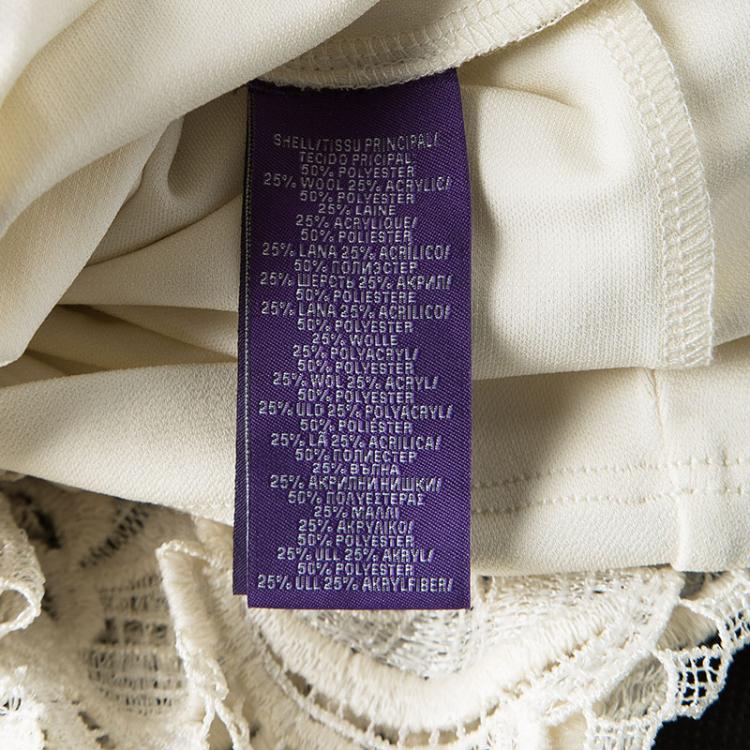 SHELL/TISSU PRINCIPAL/
TECIDO PRICIPAL:
50% POLYESTER
25% WOOL 25% ACRYLIC/
50% POLYESTER
25% LAINE
25% ACRYLIQUE/
50% POLIESTER
25% LANA 25% ACRILICO/
50% ПОЛИЭСТЕР
25% ШЕРСТЬ 25% АКРИЛ/
50% POLIESTERE
25% LANA 25% ACRILICO/
50% POLYESTER
25% WOLLE
25% POLYACRYL/
50% POLYESTER
25% WOL 25% ACRYL/
50% POLYESTER
25% ULD 25% POLYACRYL/
50% POLIESTER
25% LÃ 25% ACRILICA/
50% ПОЛИЕСТЕР
25% ВЪЛНА
25% АКРИЛНИ НИШКИ/
50% ΠΟΛΥΕΣΤΕΡΑΣ
25% ΜΑΛΛΙ
25% ΑΚΡΥΛΙΚΟ/
50% POLYESTER
25% ULL 25% AKRYL/
50% POLYESTER
25% ULL 25% AKRYLFIBER/